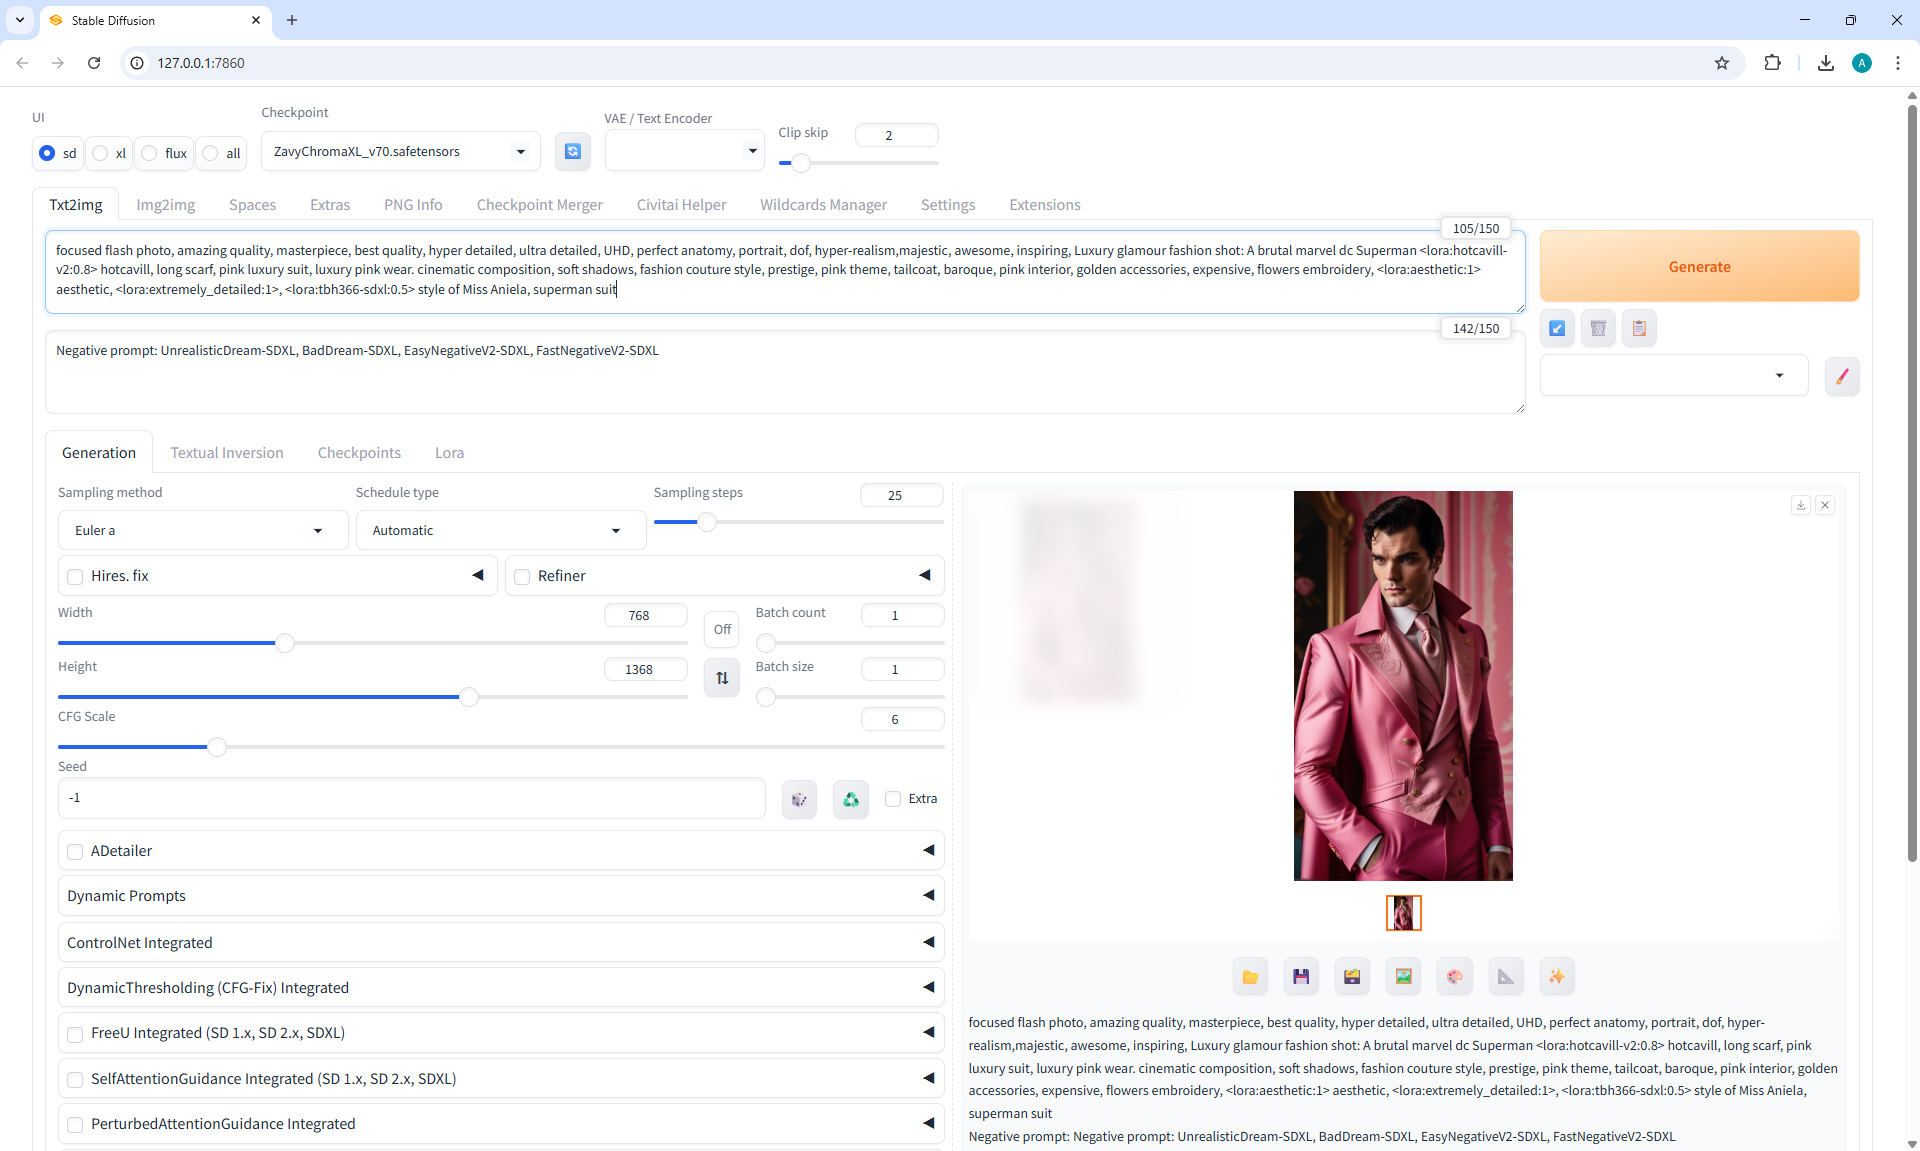 Stable Diffusion
127.0.0.1:7860
A
UI
sd
xl
flux
all
Checkpoint
ZavyChromaXL_v70.safetensors
VAE / Text Encoder
Clip skip
2
Txt2img
Img2img
Spaces
Extras
PNG Info
Checkpoint Merger
Civitai Helper
Wildcards Manager
Settings
Extensions
105/150
focused flash photo, amazing quality, masterpiece, best quality, hyper detailed, ultra detailed, UHD, perfect anatomy, portrait, dof, hyper-realism,majestic, awesome, inspiring, Luxury glamour fashion shot: A brutal marvel dc Superman <lora:hotcavill-
v2:0.8> hotcavill, long scarf, pink luxury suit, luxury pink wear. cinematic composition, soft shadows, fashion couture style, prestige, pink theme, tailcoat, baroque, pink interior, golden accessories, expensive, flowers embroidery, <lora:aesthetic:1>
aesthetic, <lora:extremely_detailed:1>, <lora:tbh366-sdxl:0.5> style of Miss Aniela, superman suit
Generate
142/150
Negative prompt: UnrealisticDream-SDXL, BadDream-SDXL, EasyNegativeV2-SDXL, FastNegativeV2-SDXL
Generation
Textual Inversion
Checkpoints
Lora
Sampling method
Euler a
Schedule type
Automatic
Sampling steps
25
Hires. fix
Refiner
Width
768
Off
Batch count
1
Height
1368
Batch size
1
CFG Scale
6
Seed
-1
Extra
ADetailer
Dynamic Prompts
ControlNet Integrated
DynamicThresholding (CFG-Fix) Integrated
FreeU Integrated (SD 1.x, SD 2.x, SDXL)
SelfAttentionGuidance Integrated (SD 1.x, SD 2.x, SDXL)
PerturbedAttentionGuidance Integrated
focused flash photo, amazing quality, masterpiece, best quality, hyper detailed, ultra detailed, UHD, perfect anatomy, portrait, dof, hyper-
realism,majestic, awesome, inspiring, Luxury glamour fashion shot: A brutal marvel dc Superman <lora:hotcavill-v2:0.8> hotcavill, long scarf, pink
luxury suit, luxury pink wear. cinematic composition, soft shadows, fashion couture style, prestige, pink theme, tailcoat, baroque, pink interior, golden
accessories, expensive, flowers embroidery, <lora:aesthetic:1> aesthetic, <lora:extremely_detailed:1>, <lora:tbh366-sdxl:0.5> style of Miss Aniela,
superman suit
Negative prompt: Negative prompt: UnrealisticDream-SDXL, BadDream-SDXL, EasyNegativeV2-SDXL, FastNegativeV2-SDXL